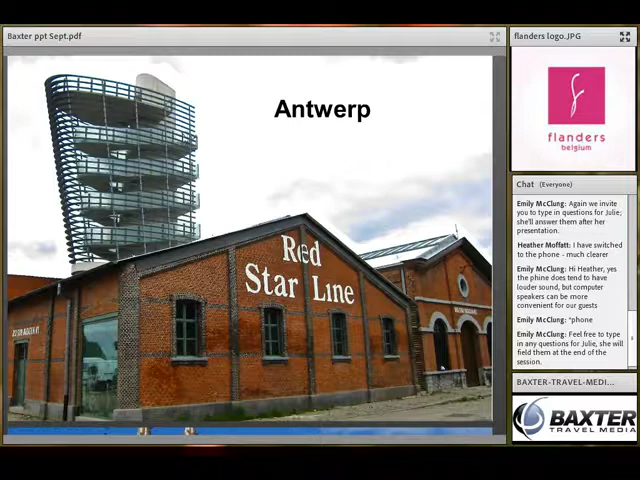 Baxter ppt Sept.pdf
flanders logo.JPG
Antwerp
Red
Star Line
flanders
belgium
Chat (Everyone)
Emily McClung: Again we invite
you to type in questions for Julie;
she'll answer them after her
presentation.
Heather Moffatt: I have switched
to the phone - much clearer
Emily McClung: Hi Heather, yes
the phine does tend to have
louder sound, but computer
speakers can be more
convenient for our guests
Emily McClung: *phone
Emily McClung: Feel free to type
in any questions for Julie, she will
field them at the end of the
session.
BAXTER-TRAVEL-MEDI...
BAXTER
TRAVEL MEDIA